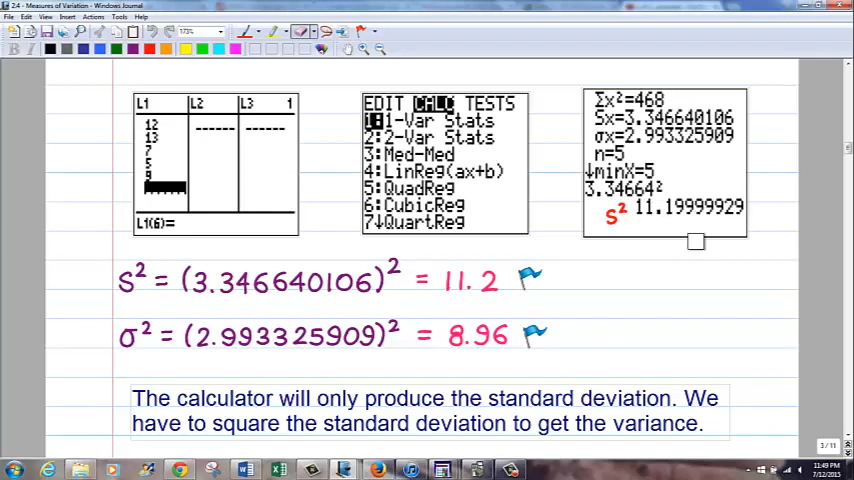 2.4 - Measures of Variation - Windows Journal
File Edit View Insert Actions Tools Help
173%
B I
L1 L2 L3 1
12 ------ ------
13
7
5
9
L1(6)=
EDIT CALC TESTS
1:1-Var Stats
2:2-Var Stats
3:Med-Med
4:LinReg(ax+b)
5:QuadReg
6:CubicReg
7↓QuartReg
Σx²=468
Sx=3.346640106
σx=2.993325909
n=5
↓minX=5
3.34664²
S² 11.19999929
S² = (3.346640106)² = 11.2
σ² = (2.993325909)² = 8.96
The calculator will only produce the standard deviation. We
have to square the standard deviation to get the variance.
3 / 11
11:49 PM
7/12/2015